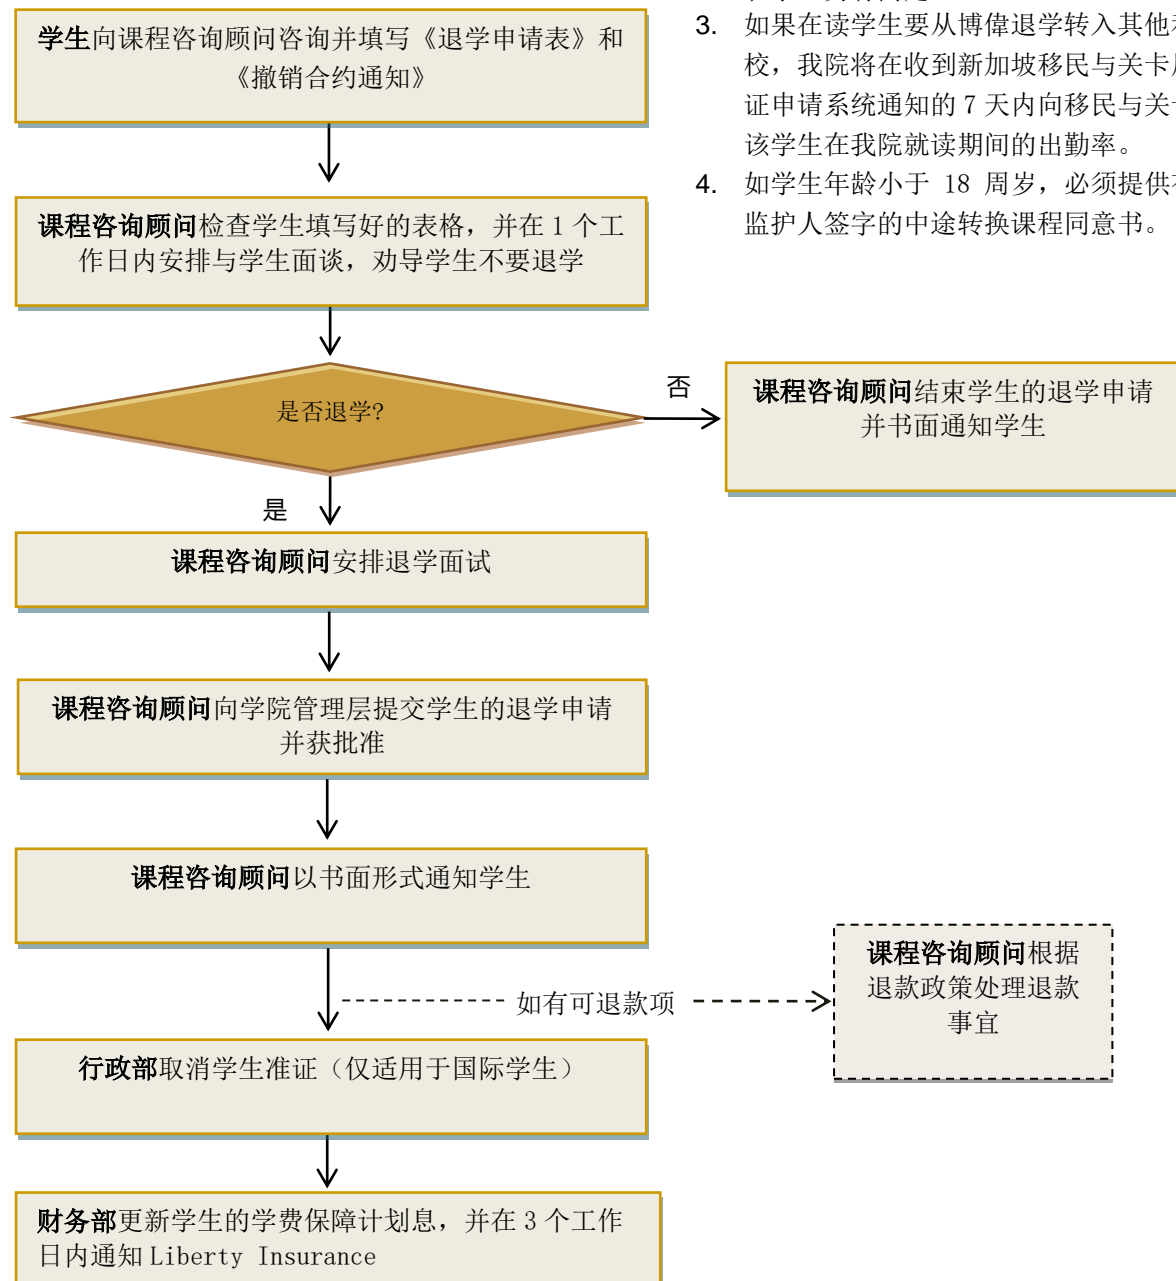 学生向课程咨询顾问咨询并填写《退学申请表》和
《撤销合约通知》
3. 如果在读学生要从博偉退学转入其他
校，我院将在收到新加坡移民与关卡
证申请系统通知的 7 天内向移民与关
该学生在我院就读期间的出勤率。
4. 如学生年龄小于 18 周岁，必须提供
监护人签字的中途转换课程同意书。
课程咨询顾问检查学生填写好的表格，并在 1 个工
作日内安排与学生面谈，劝导学生不要退学
是否退学?
否
课程咨询顾问结束学生的退学申请
并书面通知学生
是
课程咨询顾问安排退学面试
课程咨询顾问向学院管理层提交学生的退学申请
并获批准
课程咨询顾问以书面形式通知学生
如有可退款项
课程咨询顾问根据
退款政策处理退款
事宜
行政部取消学生准证（仅适用于国际学生）
财务部更新学生的学费保障计划息，并在 3 个工作
日内通知 Liberty Insurance